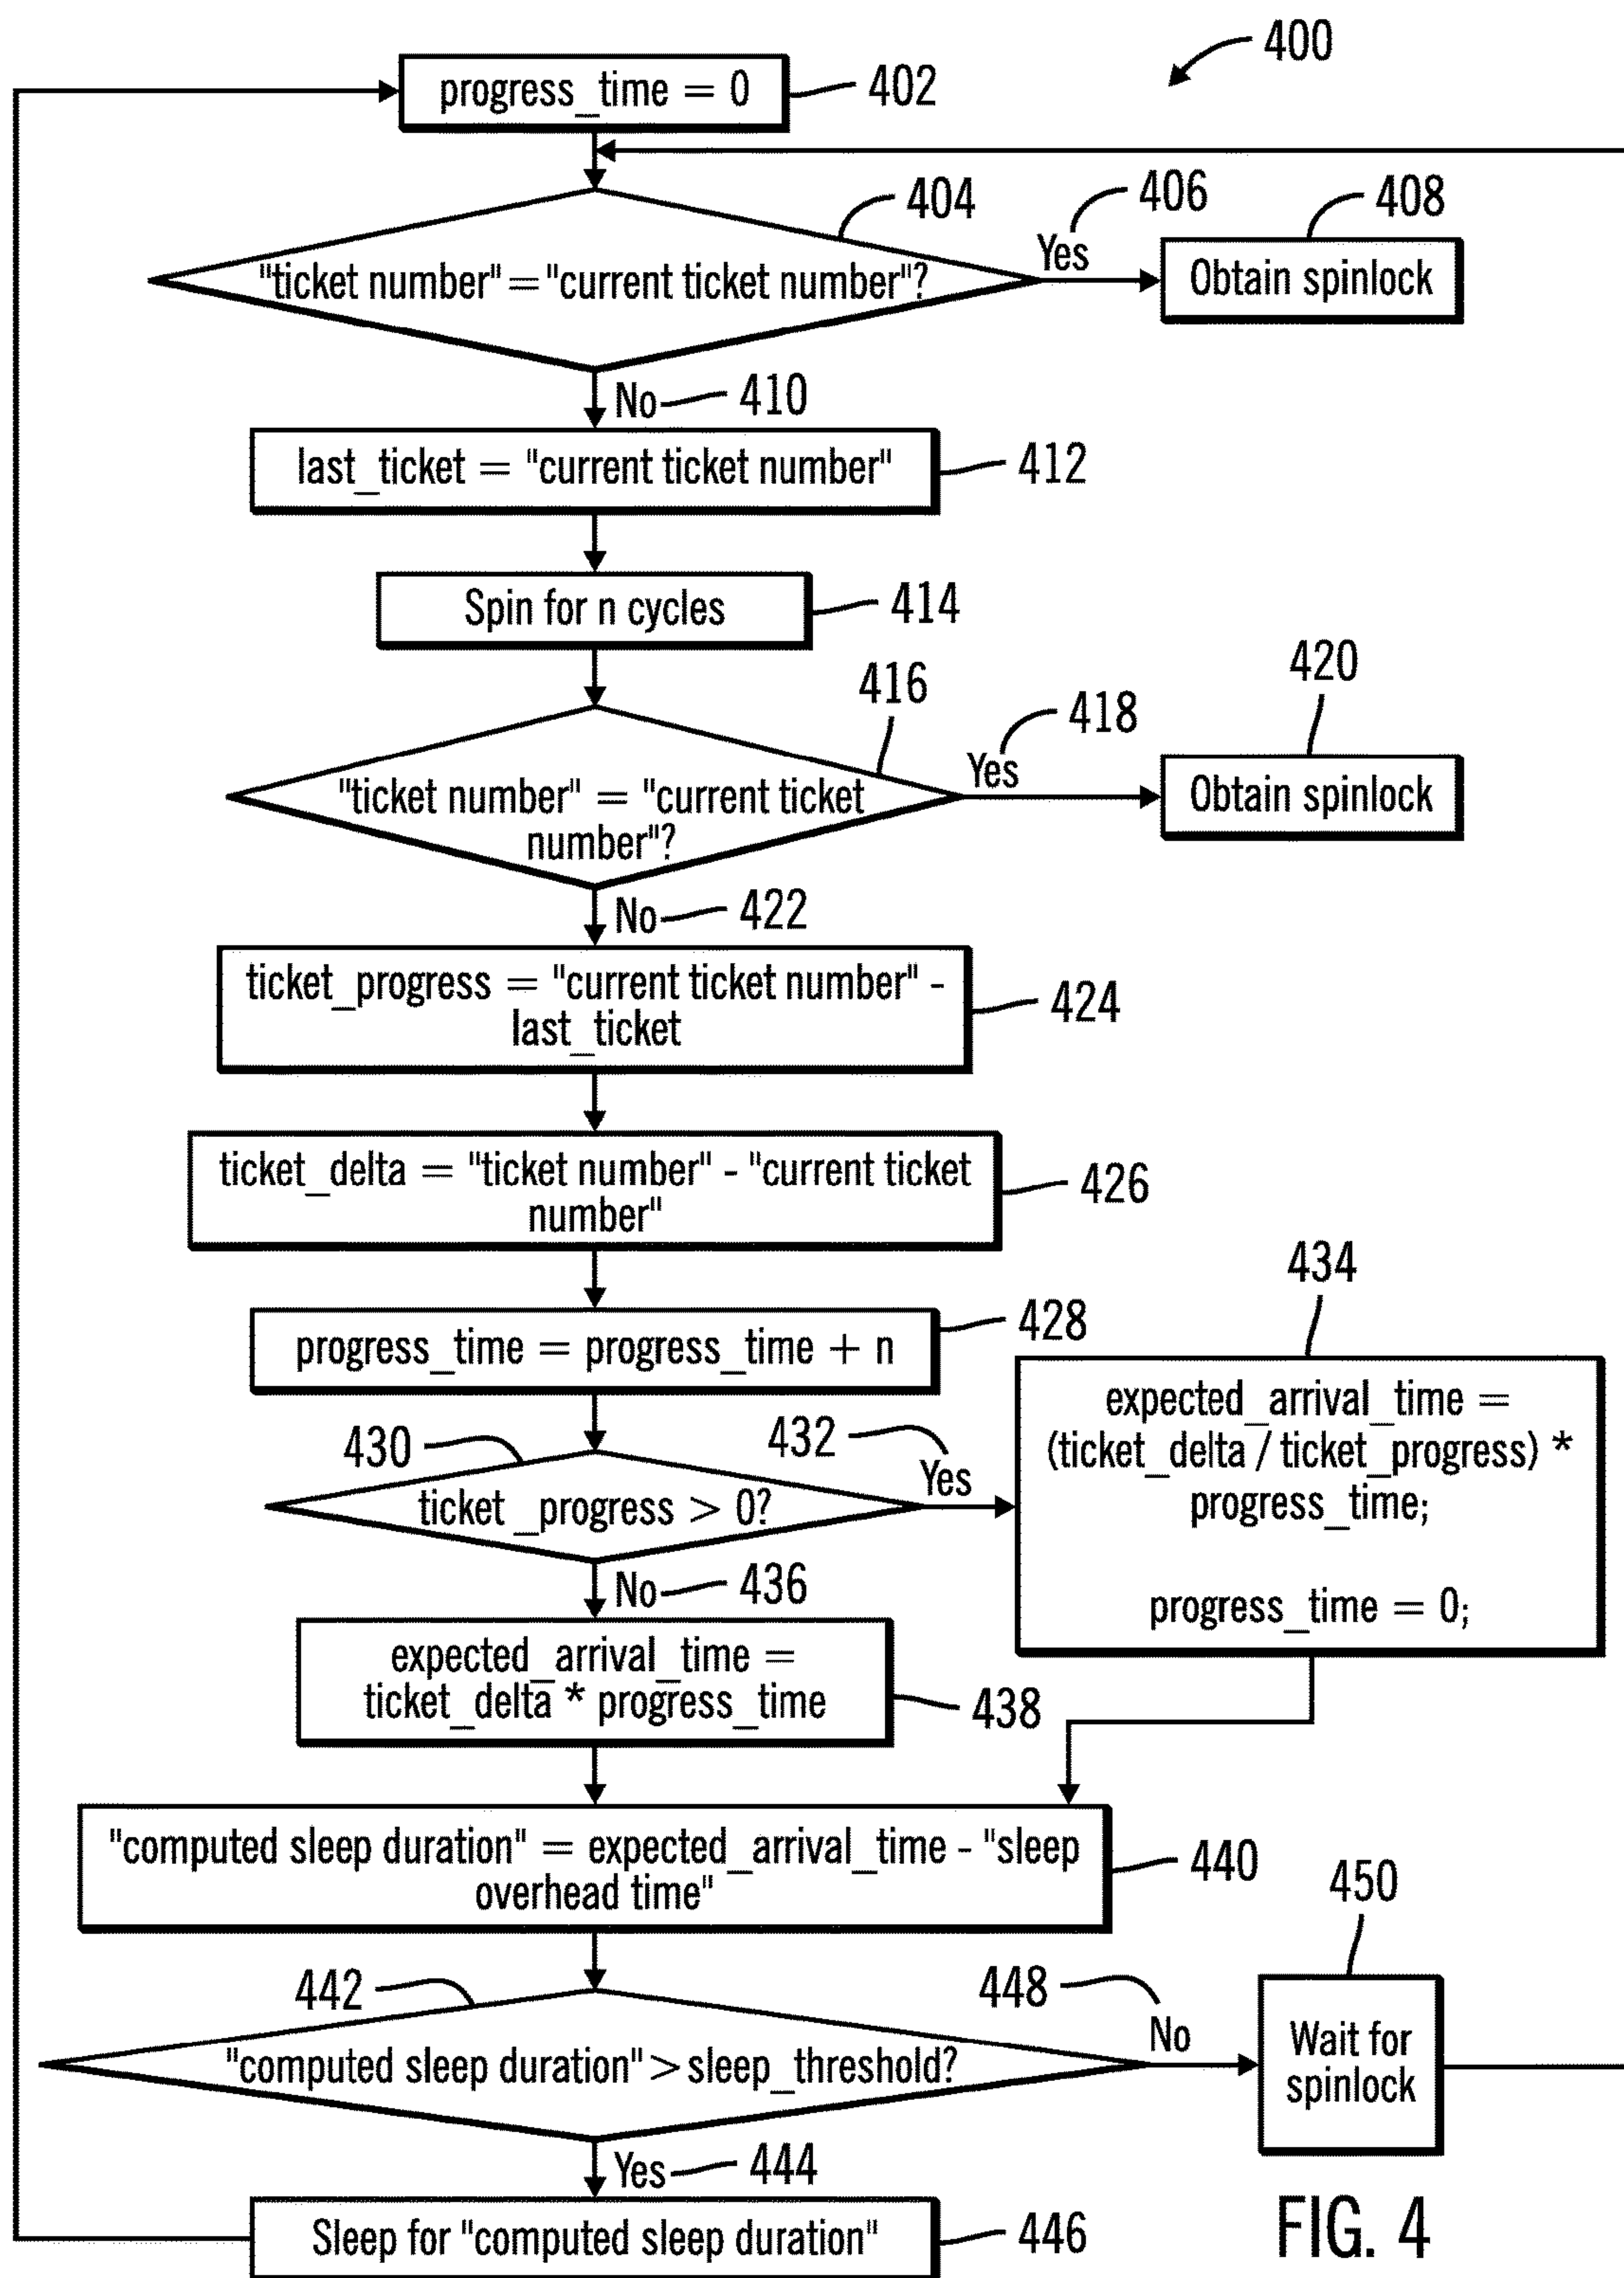 400
progress_time = 0
402
404
406
408
"ticket number"="current ticket number"?
Yes
Obtain spinlock
No
410
last_ticket = "current ticket number"
412
Spin for n cycles
414
416
418
420
"ticket number" = "current ticket
number"?
Yes
Obtain spinlock
No
422
ticket_progress = "current ticket number" -
last_ticket
424
ticket_delta = "ticket number" - "current ticket
number"
426
progress_time = progress_time + n
428
430
ticket _progress > 0?
432
Yes
434
expected_arrival_time =
(ticket_delta / ticket_progress) *
progress_time;
progress_time = 0;
No
436
expected_arrival_time =
ticket_delta * progress_time
438
"computed sleep duration" = expected_arrival_time - "sleep
overhead time"
440
442
"computed sleep duration">sleep_threshold?
448
No
450
Wait for
spinlock
Yes
444
Sleep for "computed sleep duration"
446
FIG. 4